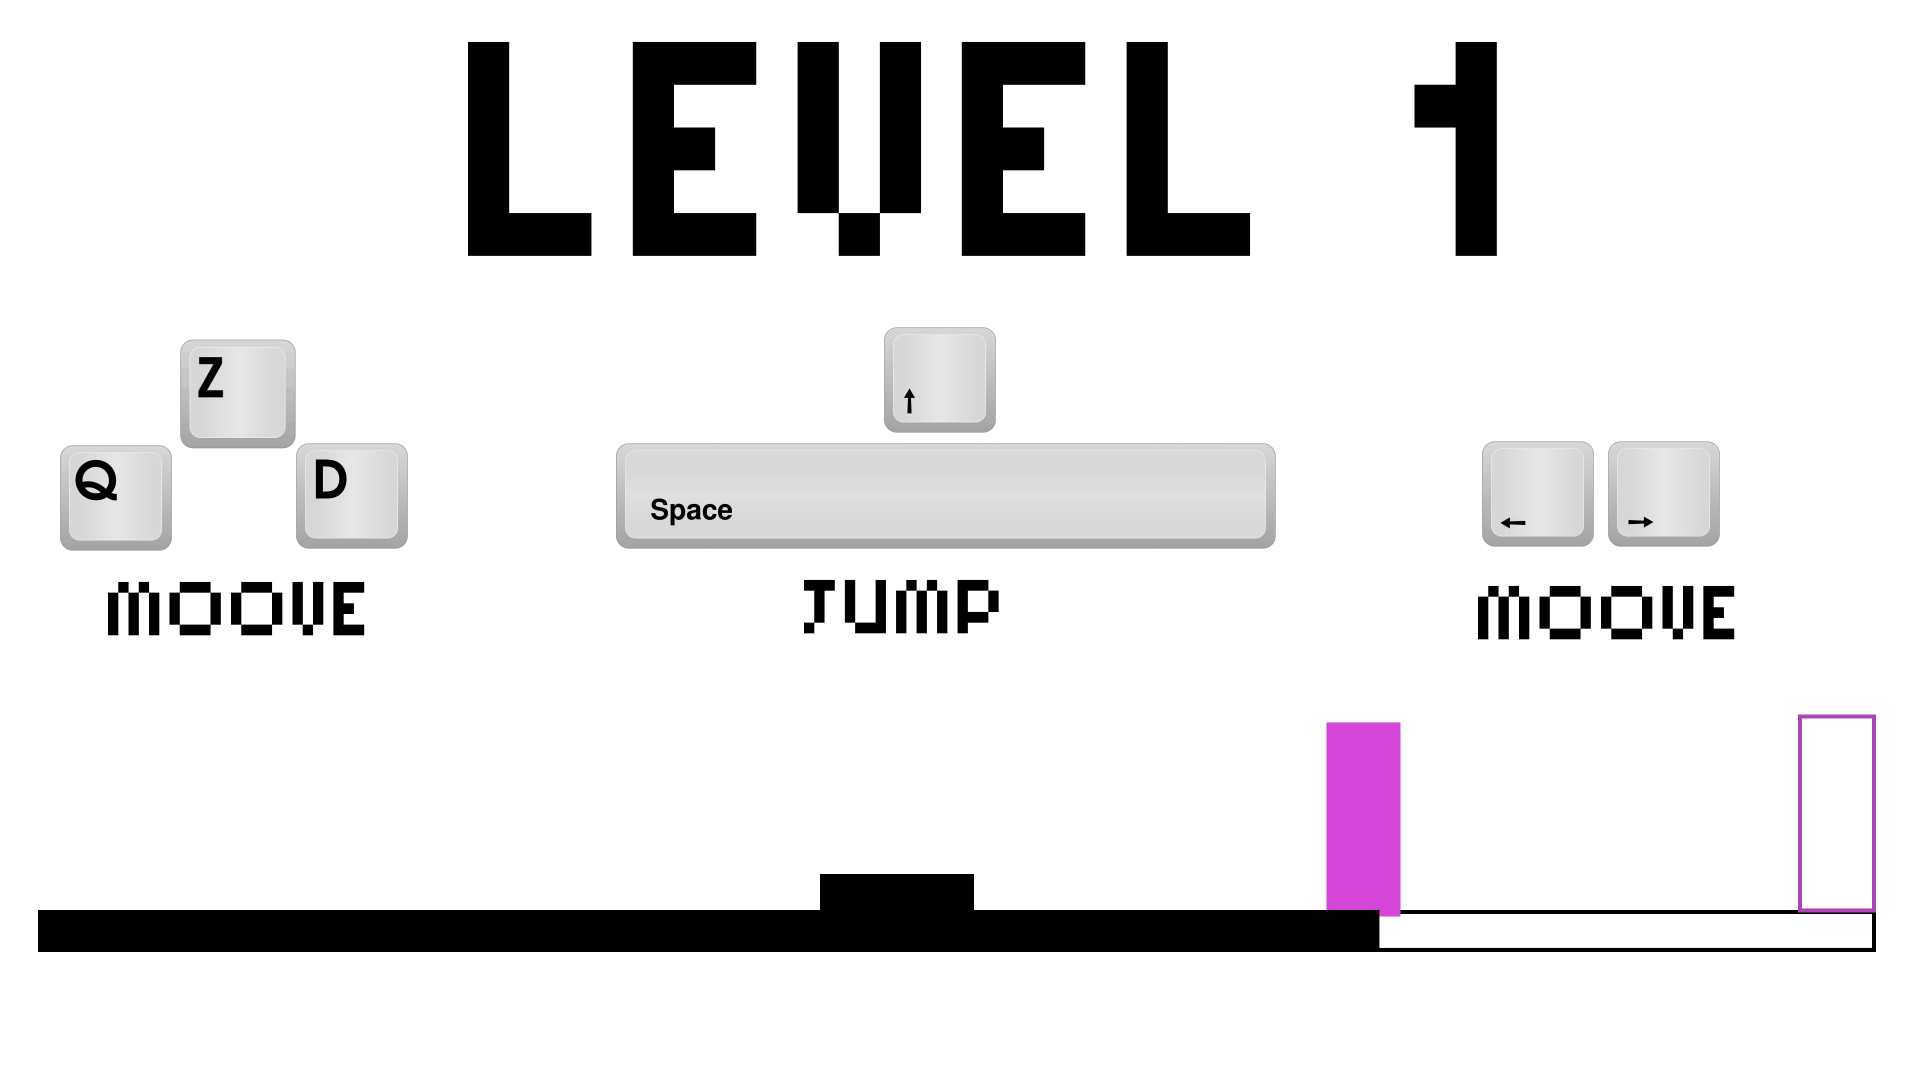 LEVEL 1
Z
Q D
↑
Space
← →
MOOVE
JUMP
MOOVE